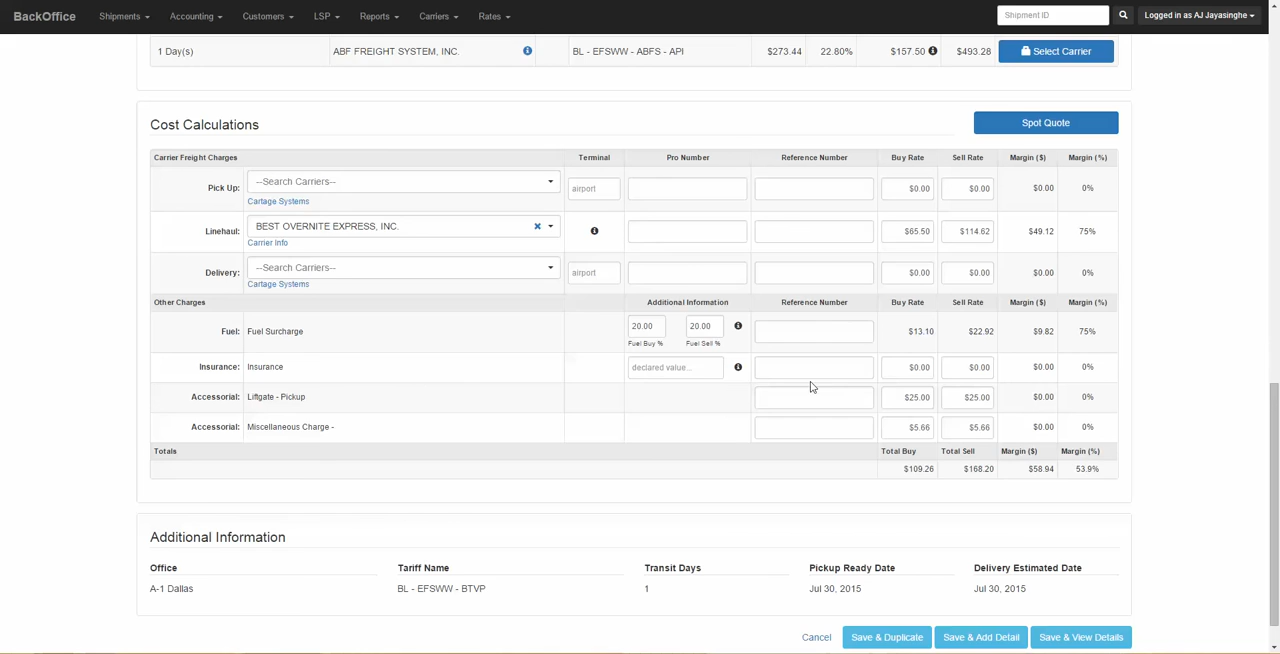 BackOffice Shipments Accounting Customers LSP Reports Carriers Rates Shipment ID Logged in as AJ Jayasinghe
1 Day(s) ABF FREIGHT SYSTEM, INC. BL - EFSWW - ABFS - API $273.44 22.80% $157.50 $493.28 Select Carrier
Cost Calculations Spot Quote
Carrier Freight Charges Terminal Pro Number Reference Number Buy Rate Sell Rate Margin ($) Margin (%)
Pick Up: --Search Carriers-- airport $0.00 $0.00 $0.00 0%
Cartage Systems
Linehaul: BEST OVERNITE EXPRESS, INC. $65.50 $114.62 $49.12 75%
Carrier Info
Delivery: --Search Carriers-- airport $0.00 $0.00 $0.00 0%
Cartage Systems
Other Charges Additional Information Reference Number Buy Rate Sell Rate Margin ($) Margin (%)
Fuel: Fuel Surcharge 20.00 20.00 $13.10 $22.92 $9.82 75%
Fuel Buy % Fuel Sell %
Insurance: Insurance declared value... $0.00 $0.00 $0.00 0%
Accessorial: Liftgate - Pickup $25.00 $25.00 $0.00 0%
Accessorial: Miscellaneous Charge - $5.66 $5.66 $0.00 0%
Totals Total Buy Total Sell Margin ($) Margin (%)
$109.26 $168.20 $58.94 53.9%
Additional Information
Office Tariff Name Transit Days Pickup Ready Date Delivery Estimated Date
A-1 Dallas BL - EFSWW - BTVP 1 Jul 30, 2015 Jul 30, 2015
Cancel Save & Duplicate Save & Add Detail Save & View Details